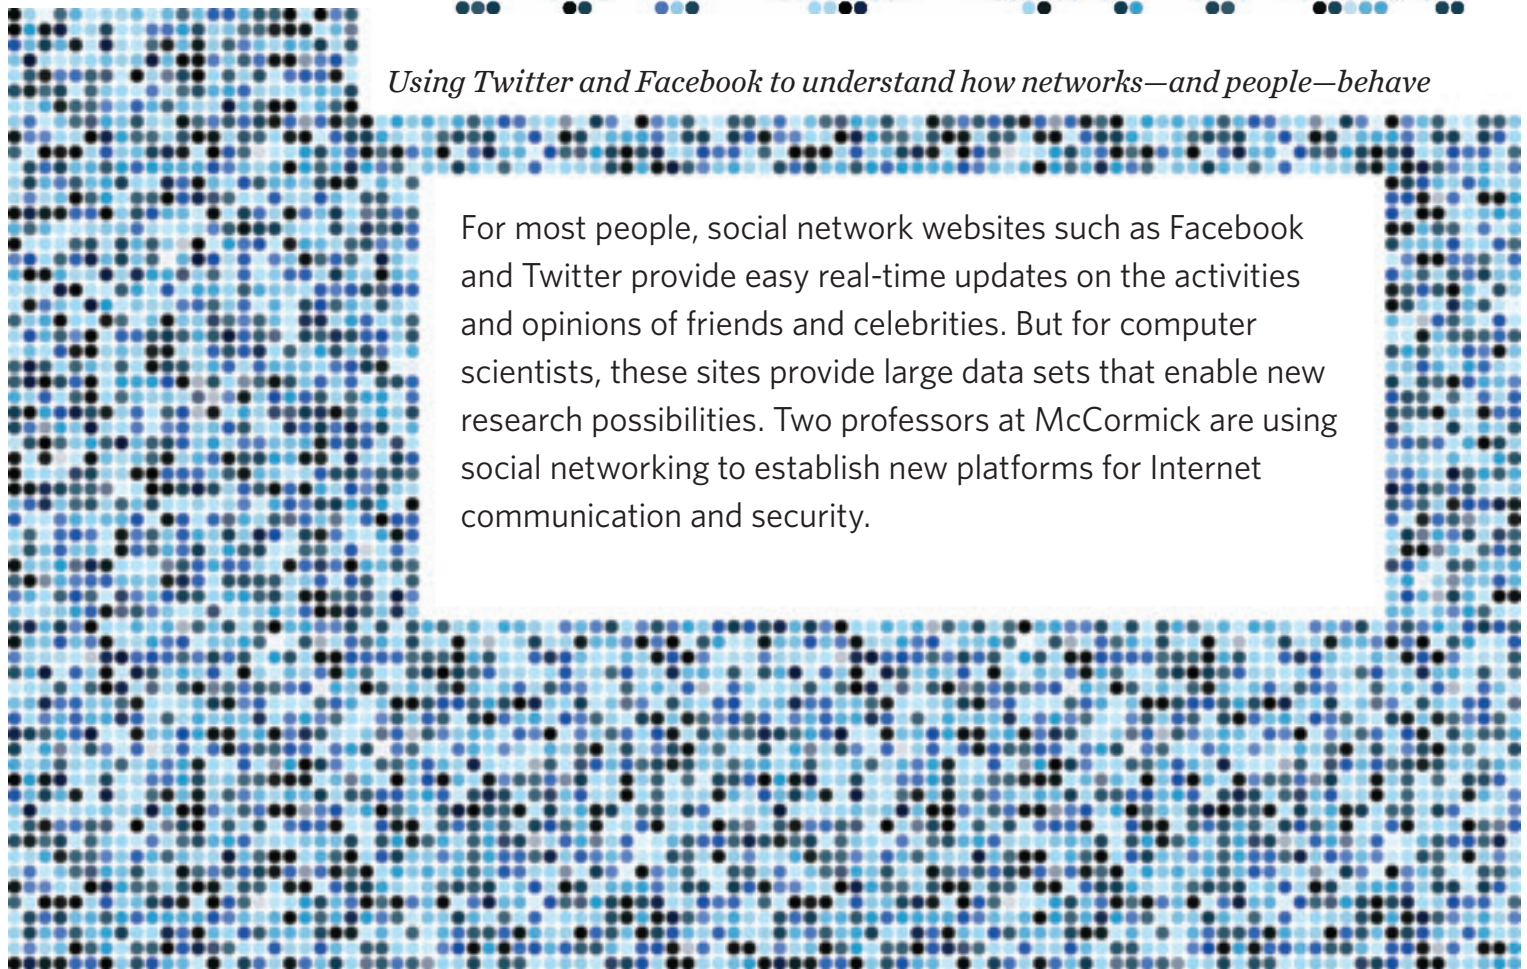 Using Twitter and Facebook to understand how networks—and people—behave
For most people, social network websites such as Facebook
and Twitter provide easy real-time updates on the activities
and opinions of friends and celebrities. But for computer
scientists, these sites provide large data sets that enable new
research possibilities. Two professors at McCormick are using
social networking to establish new platforms for Internet
communication and security.